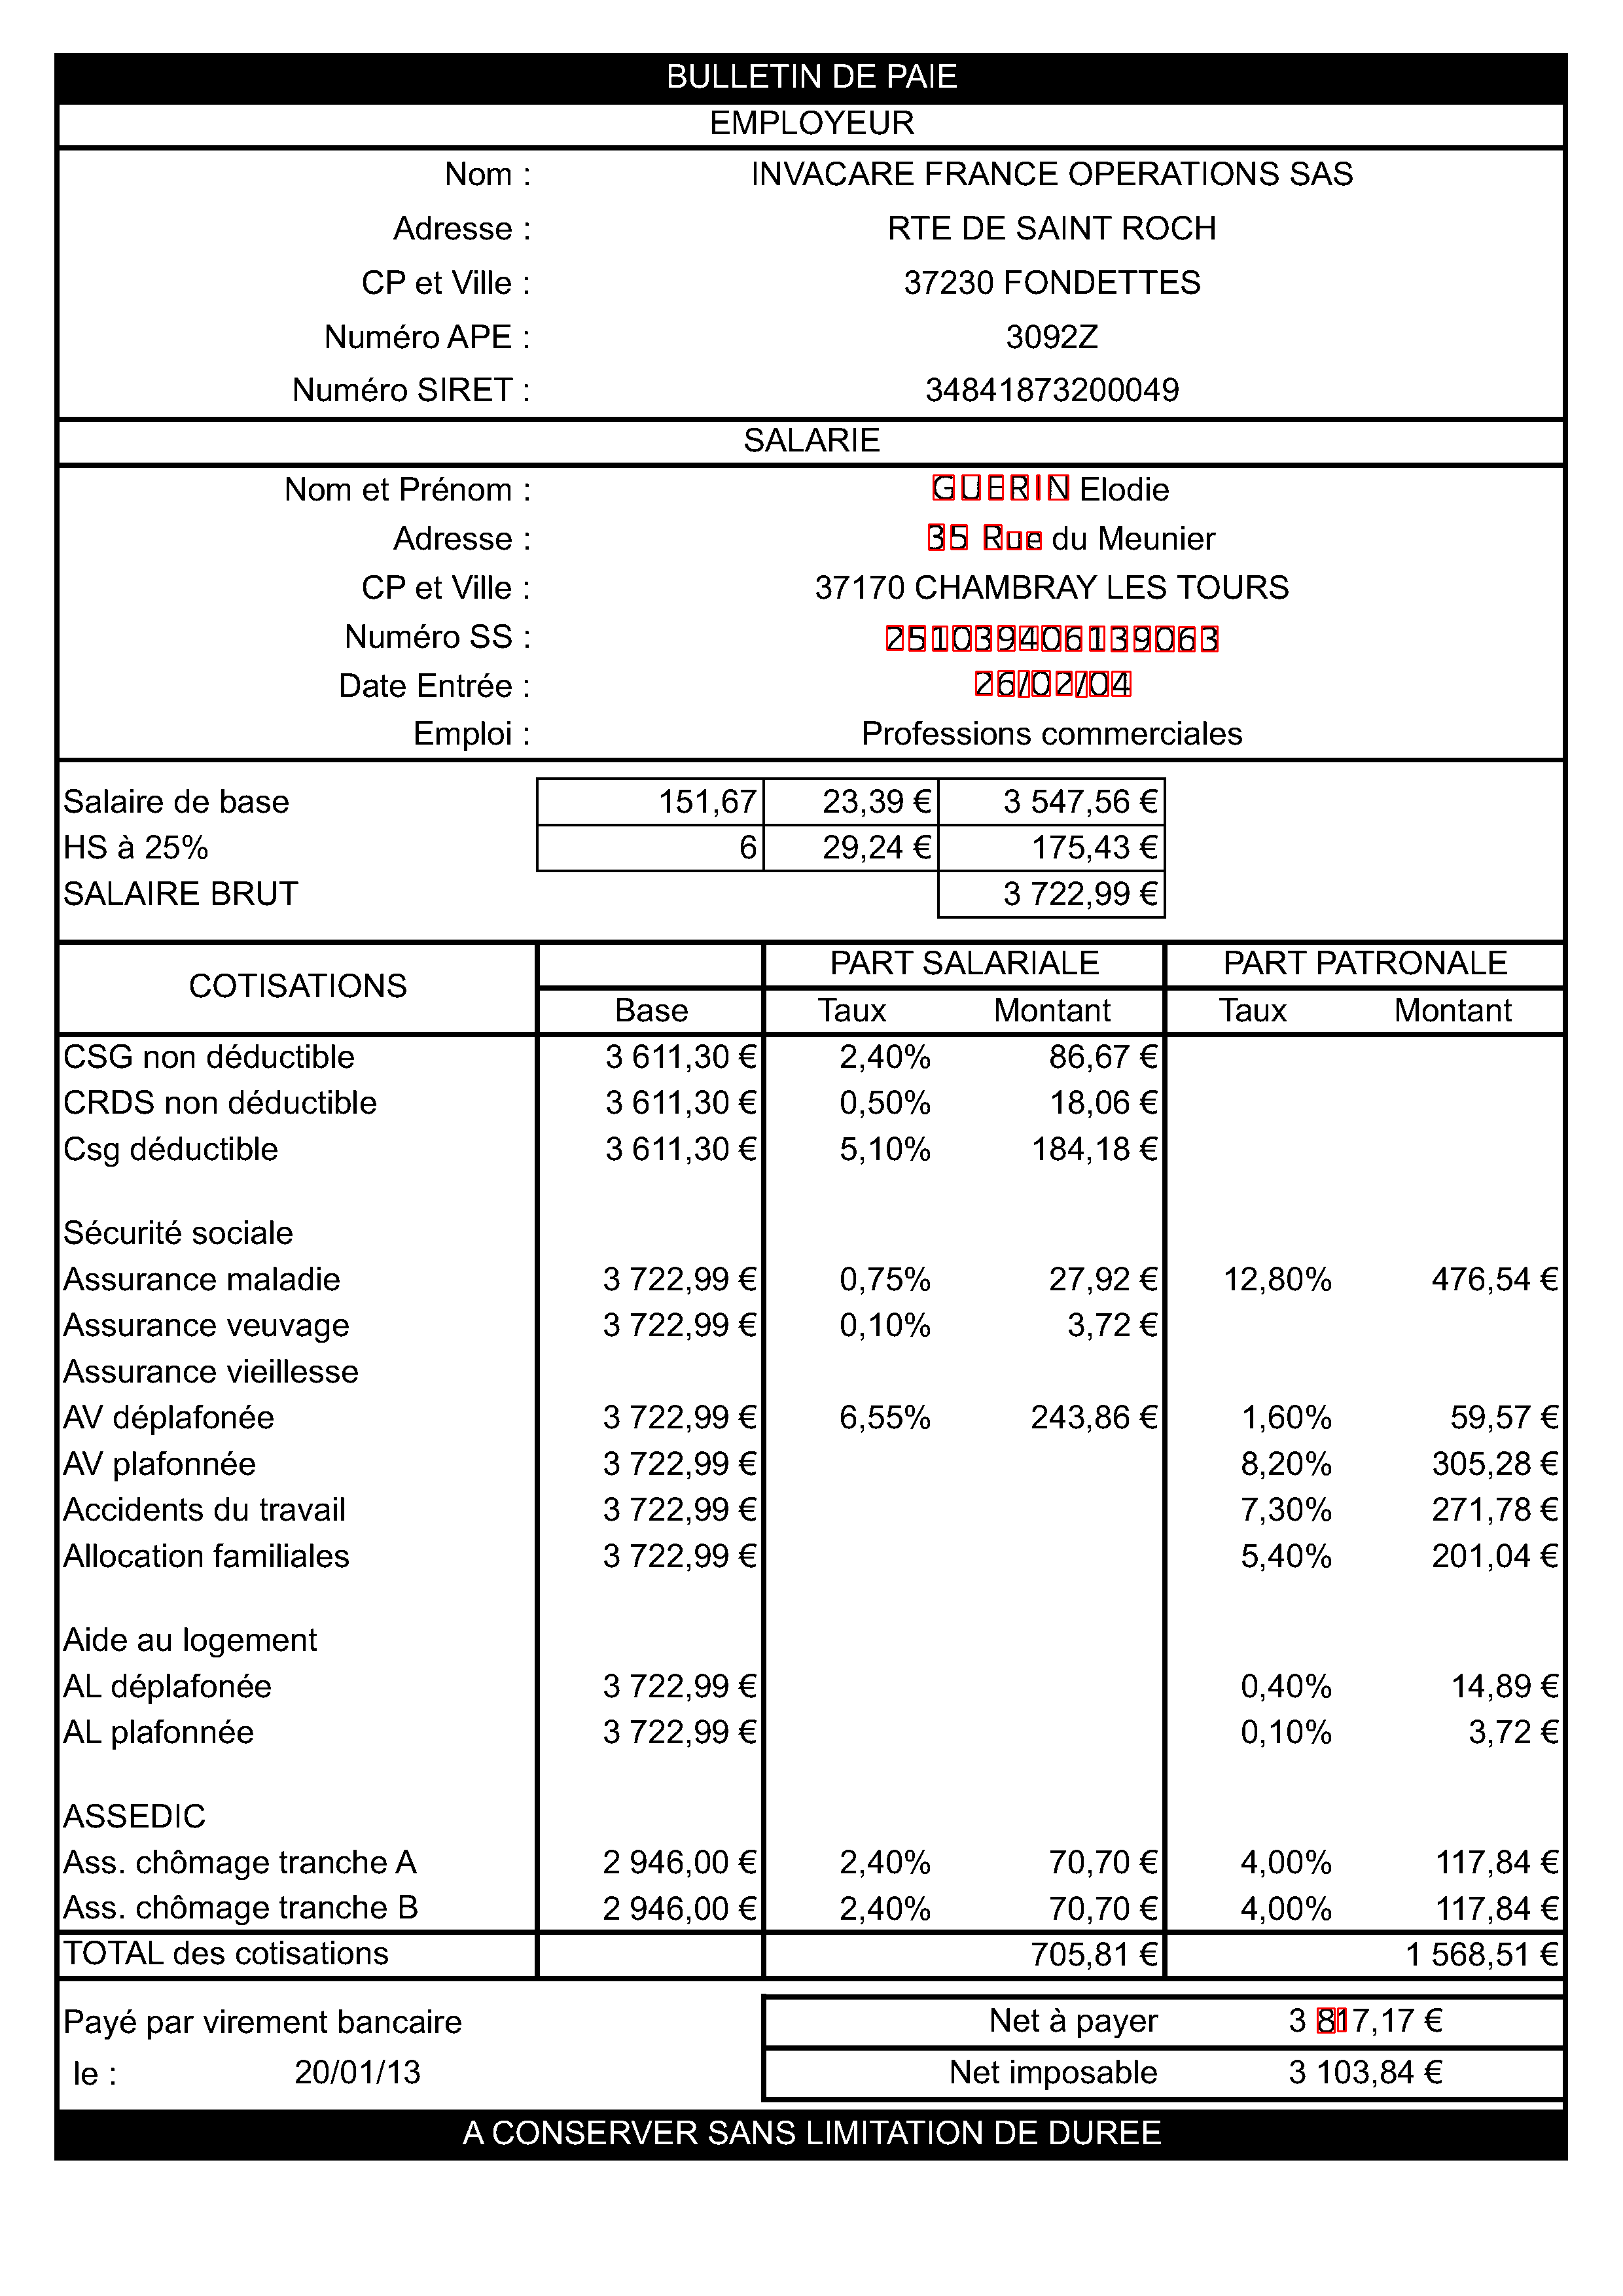 BULLETIN DE PAIE
EMPLOYEUR
Nom : INVACARE FRANCE OPERATIONS SAS
Adresse : RTE DE SAINT ROCH
CP et Ville : 37230 FONDETTES
Numéro APE : 3092Z
Numéro SIRET : 34841873200049
SALARIE
Nom et Prénom : GUERIN Elodie
Adresse : 35 Rue du Meunier
CP et Ville : 37170 CHAMBRAY LES TOURS
Numéro SS : 251039406139063
Date Entrée : 26/02/04
Emploi : Professions commerciales
Salaire de base 151,67 23,39 € 3 547,56 €
HS à 25% 6 29,24 € 175,43 €
SALAIRE BRUT 3 722,99 €
PART SALARIALE PART PATRONALE
COTISATIONS
Base Taux Montant Taux Montant
CSG non déductible 3 611,30 € 2,40% 86,67 €
CRDS non déductible 3 611,30 € 0,50% 18,06 €
Csg déductible 3 611,30 € 5,10% 184,18 €
Sécurité sociale
Assurance maladie 3 722,99 € 0,75% 27,92 € 12,80% 476,54 €
Assurance veuvage 3 722,99 € 0,10% 3,72 €
Assurance vieillesse
AV déplafonée 3 722,99 € 6,55% 243,86 € 1,60% 59,57 €
AV plafonnée 3 722,99 € 8,20% 305,28 €
Accidents du travail 3 722,99 € 7,30% 271,78 €
Allocation familiales 3 722,99 € 5,40% 201,04 €
Aide au logement
AL déplafonée 3 722,99 € 0,40% 14,89 €
AL plafonnée 3 722,99 € 0,10% 3,72 €
ASSEDIC
Ass. chômage tranche A 2 946,00 € 2,40% 70,70 € 4,00% 117,84 €
Ass. chômage tranche B 2 946,00 € 2,40% 70,70 € 4,00% 117,84 €
TOTAL des cotisations 705,81 € 1 568,51 €
Payé par virement bancaire Net à payer 3 817,17 €
le : 20/01/13 Net imposable 3 103,84 €
A CONSERVER SANS LIMITATION DE DUREE